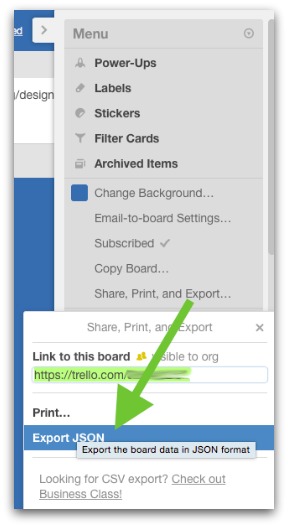 ed
Menu
Power-Ups
g/design
Labels
Stickers
Filter Cards
Archived Items
Change Background…
Email-to-board Settings…
Subscribed
Copy Board…
Share, Print, and Export…
Share, Print, and Export
Link to this board visible to org
https://trello.com/
Print…
Export JSON
Export the board data in JSON format
Looking for CSV export? Check out
Business Class!